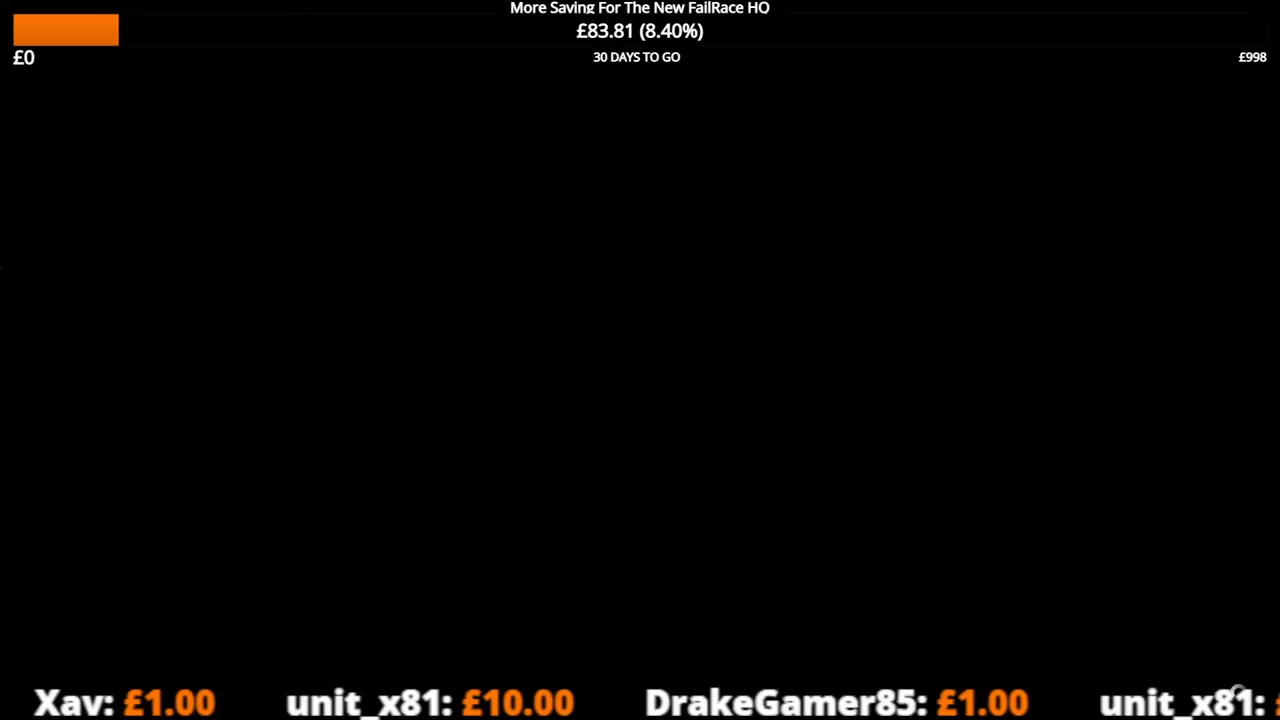 More Saving For The New FailRace HQ
£83.81 (8.40%)
£0 30 DAYS TO GO £998
Xav: £1.00 unit_x81: £10.00 DrakeGamer85: £1.00 unit_x81: